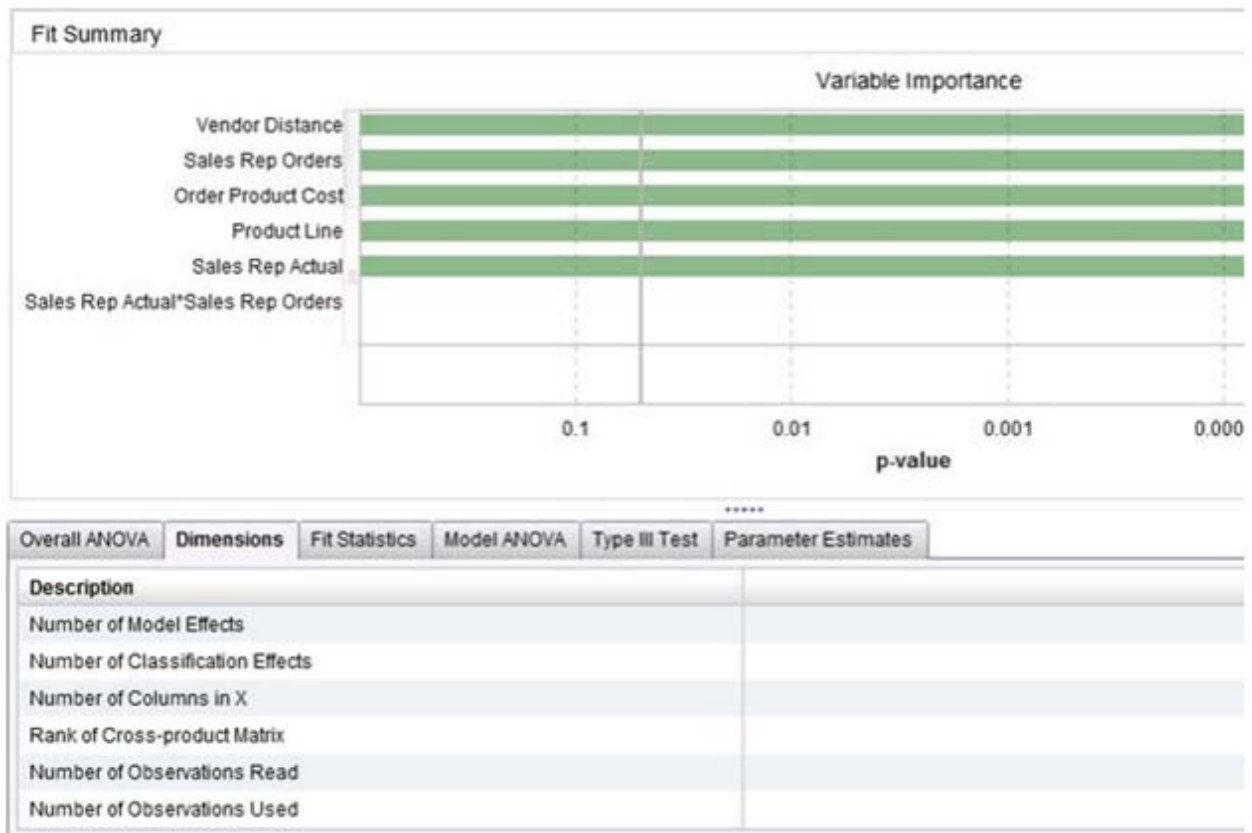 Fit Summary
Variable Importance
Vendor Distance
Sales Rep Orders
Order Product Cost
Product Line
Sales Rep Actual
Sales Rep Actual*Sales Rep Orders
0.1 0.01 0.001 0.000
p-value
Overall ANOVA Dimensions Fit Statistics Model ANOVA Type III Test Parameter Estimates
Description
Number of Model Effects
Number of Classification Effects
Number of Columns in X
Rank of Cross-product Matrix
Number of Observations Read
Number of Observations Used